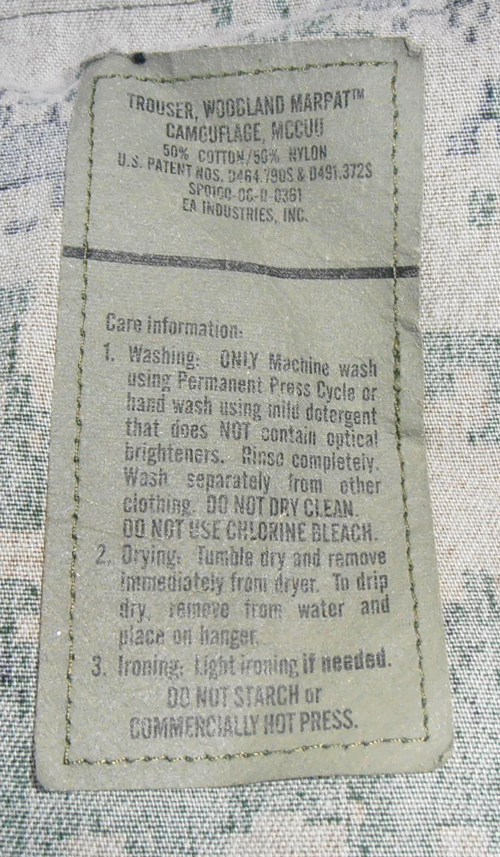 TROUSER, WOODLAND MARPAT™
CAMOUFLAGE, MCCUU
50% COTTON/50% NYLON
U.S. PATENT NOS. D464,790S & D491,372S
SP0100-06-D-0361
EA INDUSTRIES, INC.
Care information:
1. Washing: ONLY Machine wash
using Permanent Press Cycle or
hand wash using mild detergent
that does NOT contain optical
brighteners. Rinse completely.
Wash separately from other
clothing. DO NOT DRY CLEAN.
DO NOT USE CHLORINE BLEACH.
2. Drying: Tumble dry and remove
immediately from dryer. To drip
dry, remove from water and
place on hanger.
3. Ironing: Light ironing if needed.
DO NOT STARCH or
COMMERCIALLY HOT PRESS.